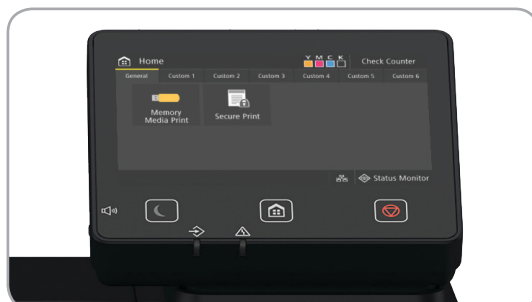 Home
Y M C K
Check Counter
General
Custom 1
Custom 2
Custom 3
Custom 4
Custom 5
Custom 6
Memory
Media Print
Secure Print
Status Monitor